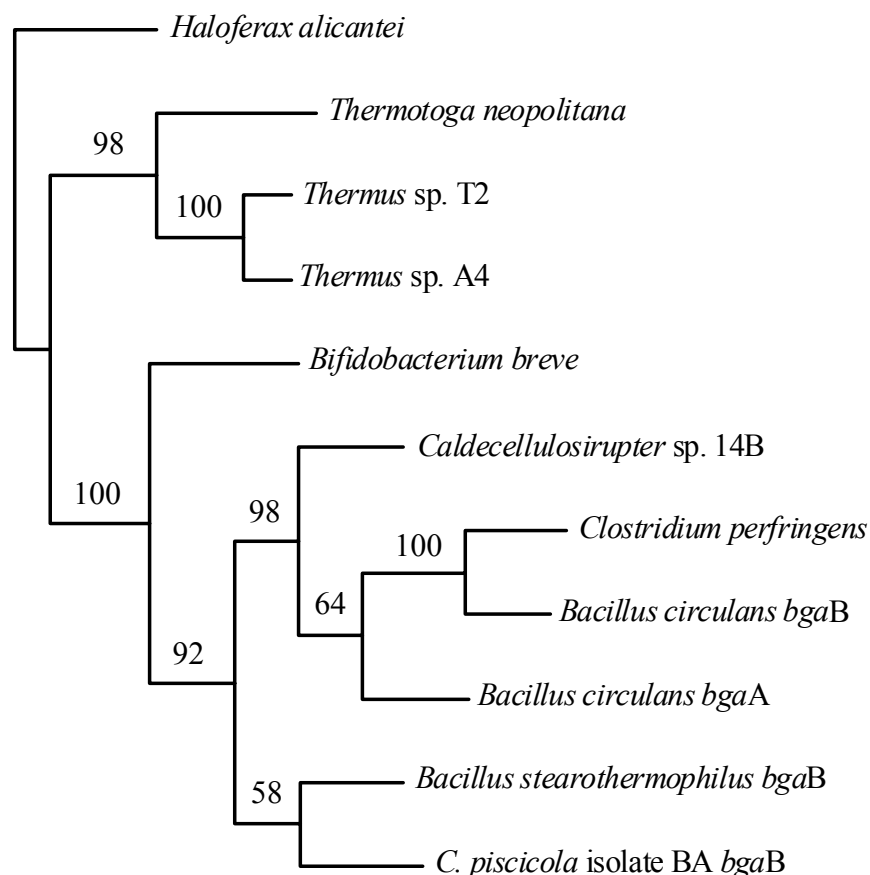 Haloferax alicantei
Thermotoga neopolitana
98
Thermus sp. T2
100
Thermus sp. A4
Bifidobacterium breve
Caldecellulosirupter sp. 14B
100
98
Clostridium perfringens
100
Bacillus circulans bgaB
64
92
Bacillus circulans bgaA
Bacillus stearothermophilus bgaB
58
C. piscicola isolate BA bgaB